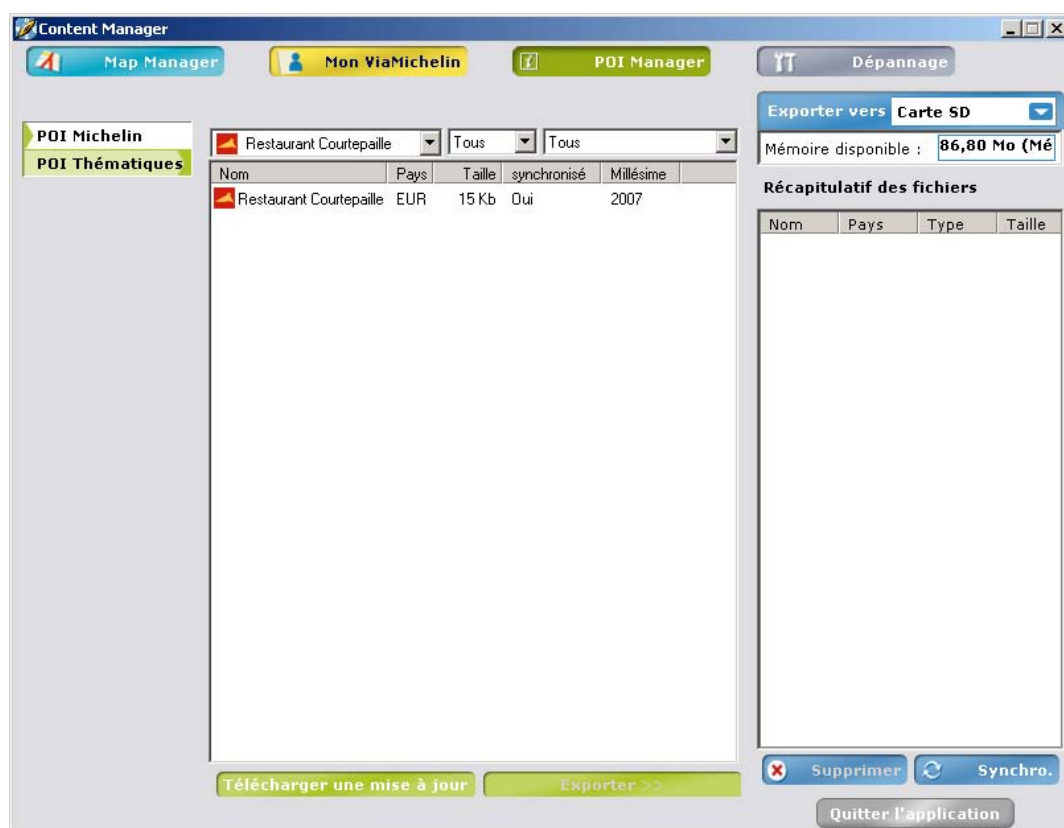 Content Manager
Map Manager
Mon ViaMichelin
POI Manager
Dépannage
POI Michelin
POI Thématiques
Restaurant Courtepaille
Tous
Tous
Nom Pays Taille synchronisé Millésime
Restaurant Courtepaille EUR 15 Kb Oui 2007
Télécharger une mise à jour
Exporter >>
Exporter vers Carte SD
Mémoire disponible : 86,80 Mo (Mé
Récapitulatif des fichiers
Nom Pays Type Taille
Supprimer
Synchro.
Quitter l'application